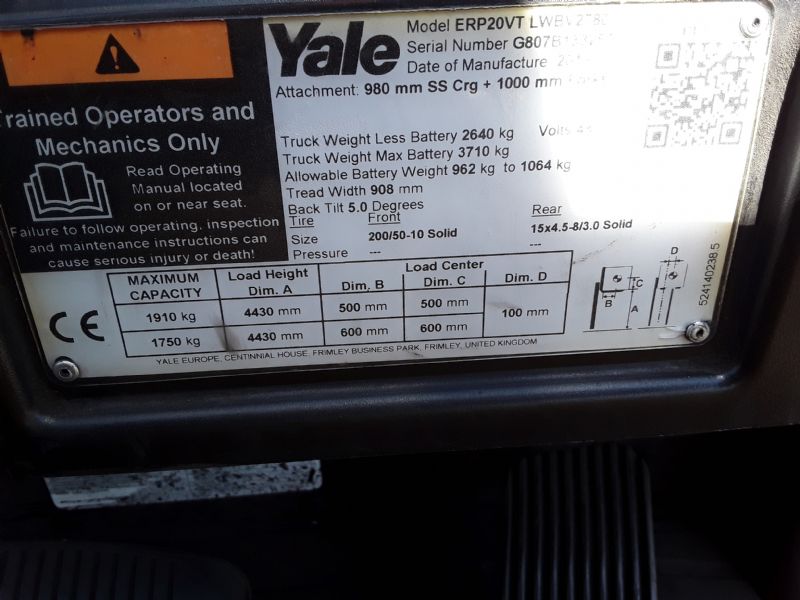 Yale
Model ERP20VT
Serial Number
Date of Manufacture
Attachment: 980 mm SS Crg + 1000 mm
Trained Operators and
Mechanics Only
Read Operating
Manual located
on or near seat.
Failure to follow operating, inspection
and maintenance instructions can
cause serious injury or death!
Truck Weight Less Battery 2640 kg Volts
Truck Weight Max Battery 3710 kg
Allowable Battery Weight 962 kg to 1064 kg
Tread Width 908 mm
Back Tilt 5.0 Degrees
Tire Front Rear
Size 200/50-10 Solid 15x4.5-8/3.0 Solid
Pressure --- ---
MAXIMUM CAPACITY Load Height Dim. A Load Center Dim. B Dim. C Dim. D
1910 kg 4430 mm 500 mm 500 mm 100 mm
1750 kg 4430 mm 600 mm 600 mm
D
C
B
A
524140238.5
CE
YALE EUROPE, CENTINNIAL HOUSE, FRIMLEY BUSINESS PARK, FRIMLEY, UNITED KINGDOM